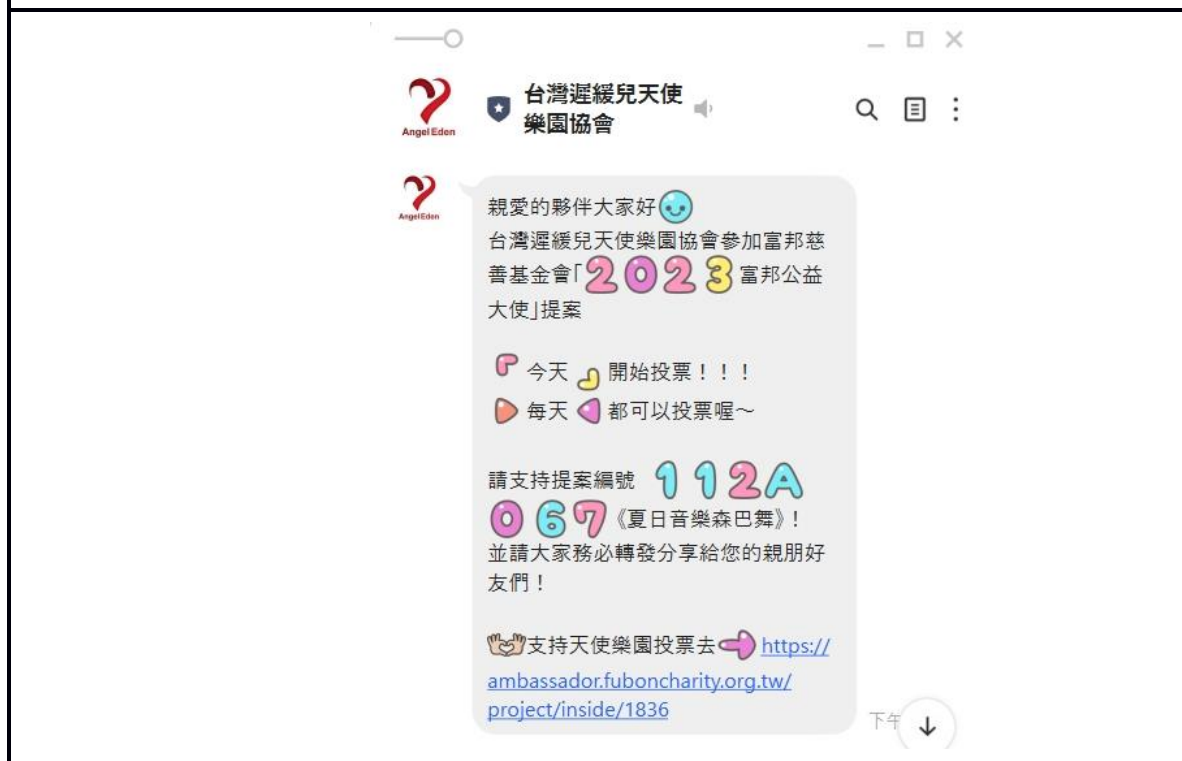 Angel Eden
台灣遲緩兒天使
樂園協會
Angel Eden
親愛的夥伴大家好
台灣遲緩兒天使樂園協會參加富邦慈
善基金會「2023富邦公益
大使」提案
「今天」開始投票！！！
每天都可以投票喔～
請支持提案編號 112A
067《夏日音樂森巴舞》！
並請大家務必轉發分享給您的親朋好
友們！
支持天使樂園投票去https://
ambassador.fuboncharity.org.tw/
project/inside/1836
下午